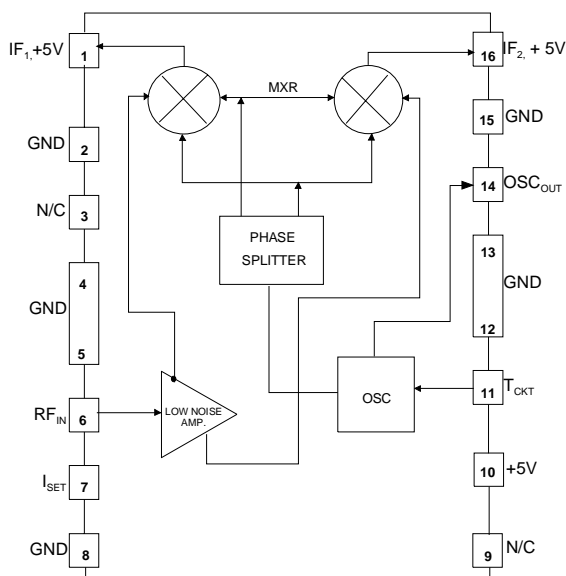 IF1,+5V
1
GND
2
N/C
3
4
GND
5
RFIN
6
ISET
7
GND
8
MXR
PHASE
SPLITTER
LOW NOISE
AMP.
OSC
16
IF2, + 5V
15
GND
14
OSCOUT
13
GND
12
11
TCKT
10
+5V
9
N/C